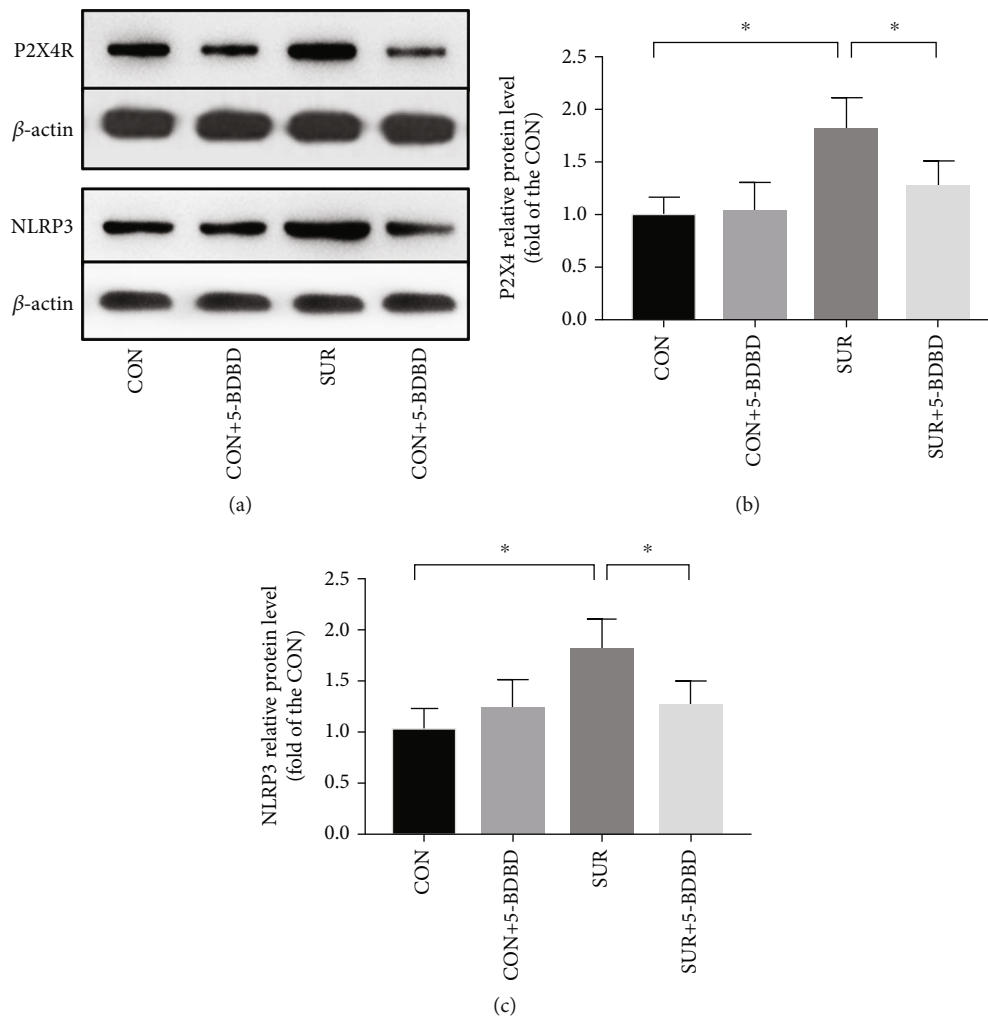 P2X4R
β-actin
NLRP3
β-actin
CON
CON+5-BDBD
SUR
CON+5-BDBD
(a)
* *
P2X4 relative protein level
(fold of the CON)
2.5
2.0
1.5
1.0
0.5
0.0
CON
CON+5-BDBD
SUR
SUR+5-BDBD
(b)
* *
NLRP3 relative protein level
(fold of the CON)
2.5
2.0
1.5
1.0
0.5
0.0
CON
CON+5-BDBD
SUR
SUR+5-BDBD
(c)